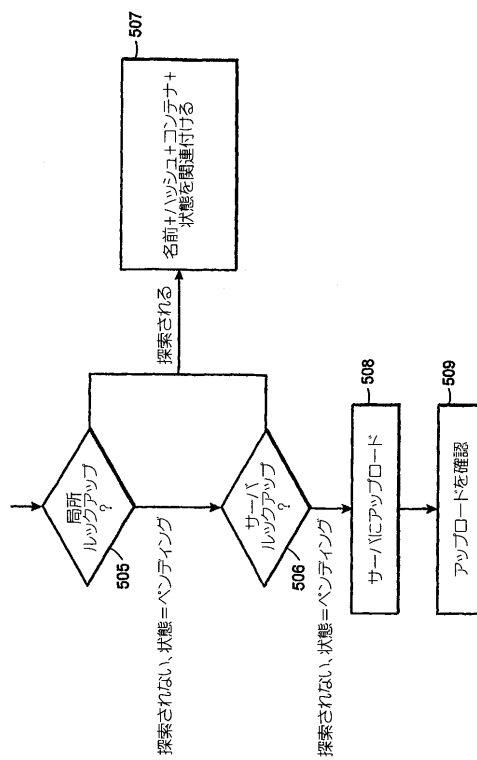 局所
ルックアップ
?
505
探索されない、状態=ペンディング
探索される
507
名前+ハッシュ+コンテナ+
状態を関連付ける
サーバ
ルックアップ
?
506
探索されない、状態=ペンディング
508
サーバにアップロード
509
アップロードを確認